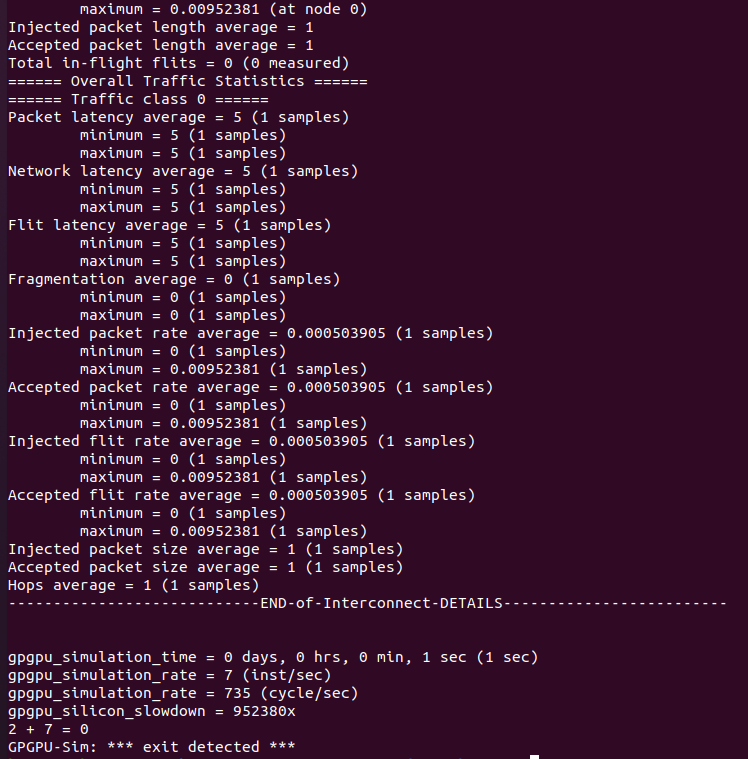 maximum = 0.00952381 (at node 0)
Injected packet length average = 1
Accepted packet length average = 1
Total in-flight flits = 0 (0 measured)
====== Overall Traffic Statistics ======
====== Traffic class 0 ======
Packet latency average = 5 (1 samples)
minimum = 5 (1 samples)
maximum = 5 (1 samples)
Network latency average = 5 (1 samples)
minimum = 5 (1 samples)
maximum = 5 (1 samples)
Flit latency average = 5 (1 samples)
minimum = 5 (1 samples)
maximum = 5 (1 samples)
Fragmentation average = 0 (1 samples)
minimum = 0 (1 samples)
maximum = 0 (1 samples)
Injected packet rate average = 0.000503905 (1 samples)
minimum = 0 (1 samples)
maximum = 0.00952381 (1 samples)
Accepted packet rate average = 0.000503905 (1 samples)
minimum = 0 (1 samples)
maximum = 0.00952381 (1 samples)
Injected flit rate average = 0.000503905 (1 samples)
minimum = 0 (1 samples)
maximum = 0.00952381 (1 samples)
Accepted flit rate average = 0.000503905 (1 samples)
minimum = 0 (1 samples)
maximum = 0.00952381 (1 samples)
Injected packet size average = 1 (1 samples)
Accepted packet size average = 1 (1 samples)
Hops average = 1 (1 samples)
----------------------------END-of-Interconnect-DETAILS-------------------------
gpgpu_simulation_time = 0 days, 0 hrs, 0 min, 1 sec (1 sec)
gpgpu_simulation_rate = 7 (inst/sec)
gpgpu_simulation_rate = 735 (cycle/sec)
gpgpu_silicon_slowdown = 952380x
2 + 7 = 0
GPGPU-Sim: *** exit detected ***